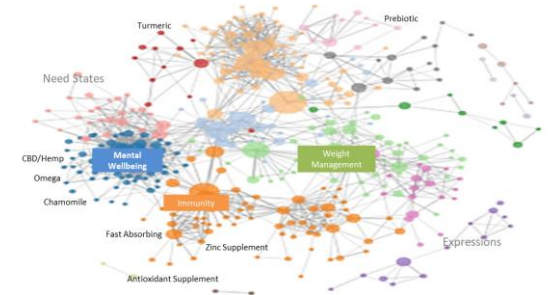 Turmeric
Prebiotic
Need States
CBD/Hemp
Mental
Wellbeing
Weight
Management
Omega
Chamomile
Immunity
Fast Absorbing
Zinc Supplement
Expressions
Antioxidant Supplement